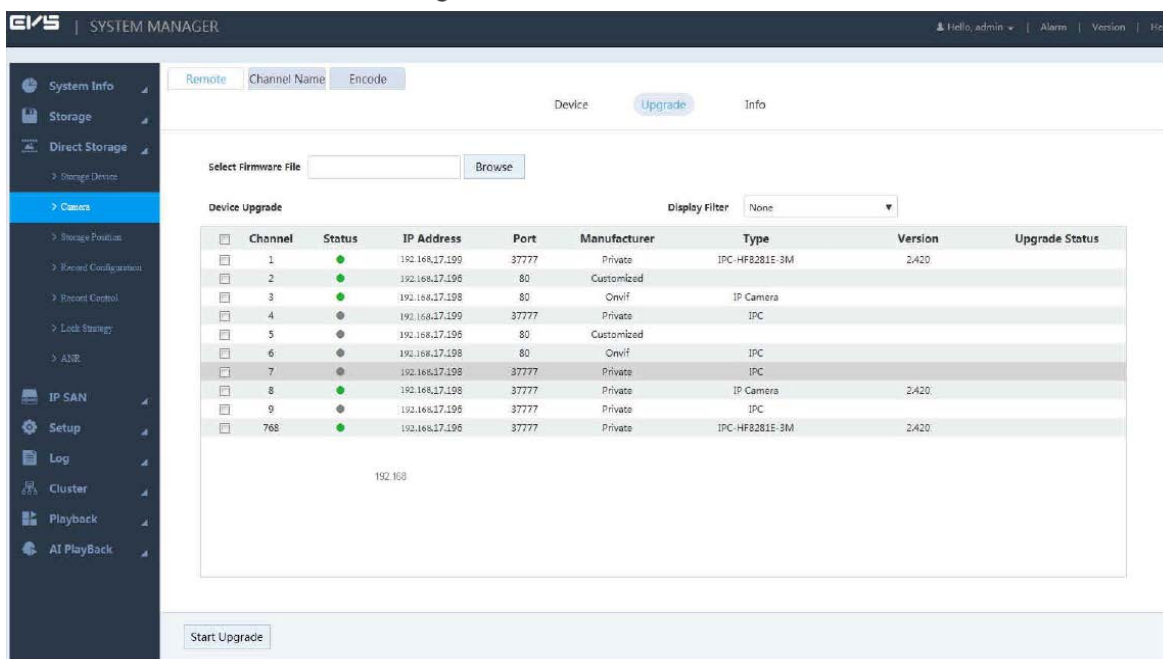 EVS | SYSTEM MANAGER
Hello, admin | Alarm | Version |
System Info
Storage
Direct Storage
> Storage Device
> Camera
> Storage Position
> Record Configuration
> Record Control
> Lock Strategy
> ANR
IP SAN
Setup
Log
Cluster
Playback
AI PlayBack
Remote Channel Name Encode
Device Upgrade Info
Select Firmware File Browse
Device Upgrade Display Filter None
Channel Status IP Address Port Manufacturer Type Version Upgrade Status
1 192.168.17.199 37777 Private IPC-HF8281E-3M 2.420
2 192.168.17.196 80 Customized
3 192.168.17.198 80 Onvif IP Camera
4 192.168.17.199 37777 Private IPC
5 192.168.17.196 80 Customized
6 192.168.17.198 80 Onvif IPC
7 192.168.17.198 37777 Private IPC
8 192.168.17.198 37777 Private IP Camera 2.420
9 192.168.17.196 37777 Private IPC
768 192.168.17.196 37777 Private IPC-HF8281E-3M 2.420
192.168
Start Upgrade